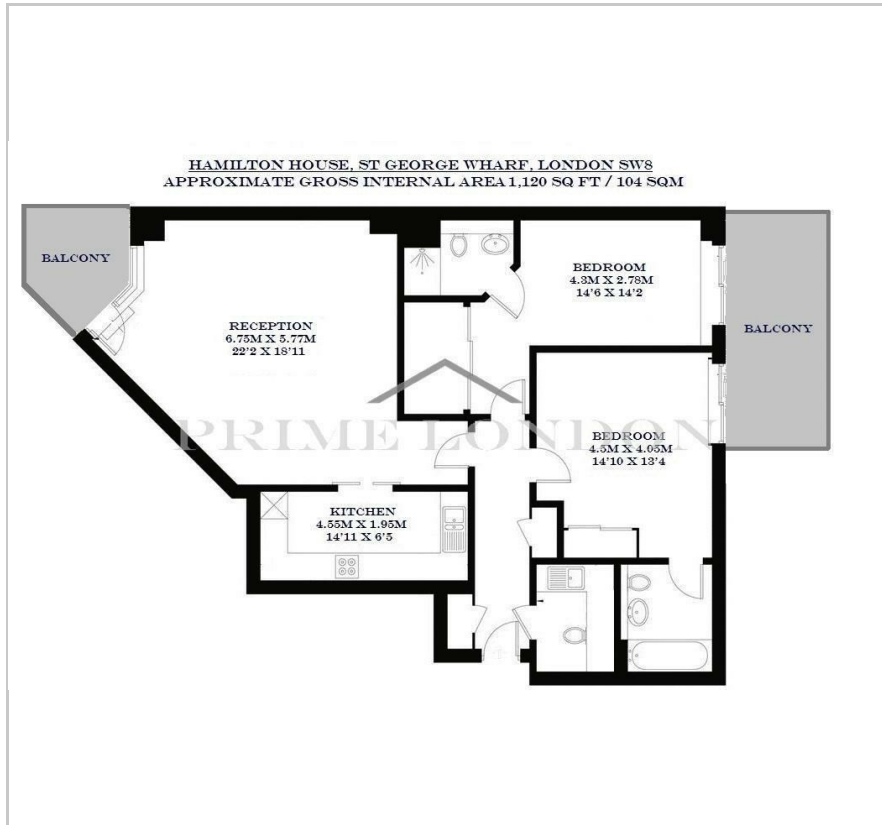 HAMILTON HOUSE, ST GEORGE WHARF, LONDON SW8
APPROXIMATE GROSS INTERNAL AREA 1,120 SQ FT / 104 SQM
BALCONY
RECEPTION
6.75M X 5.77M
22'2 X 18'11
BEDROOM
4.3M X 2.78M
14'6 X 14'2
BALCONY
PRIME LONDON
BEDROOM
4.5M X 4.05M
14'10 X 13'4
KITCHEN
4.55M X 1.95M
14'11 X 6'5